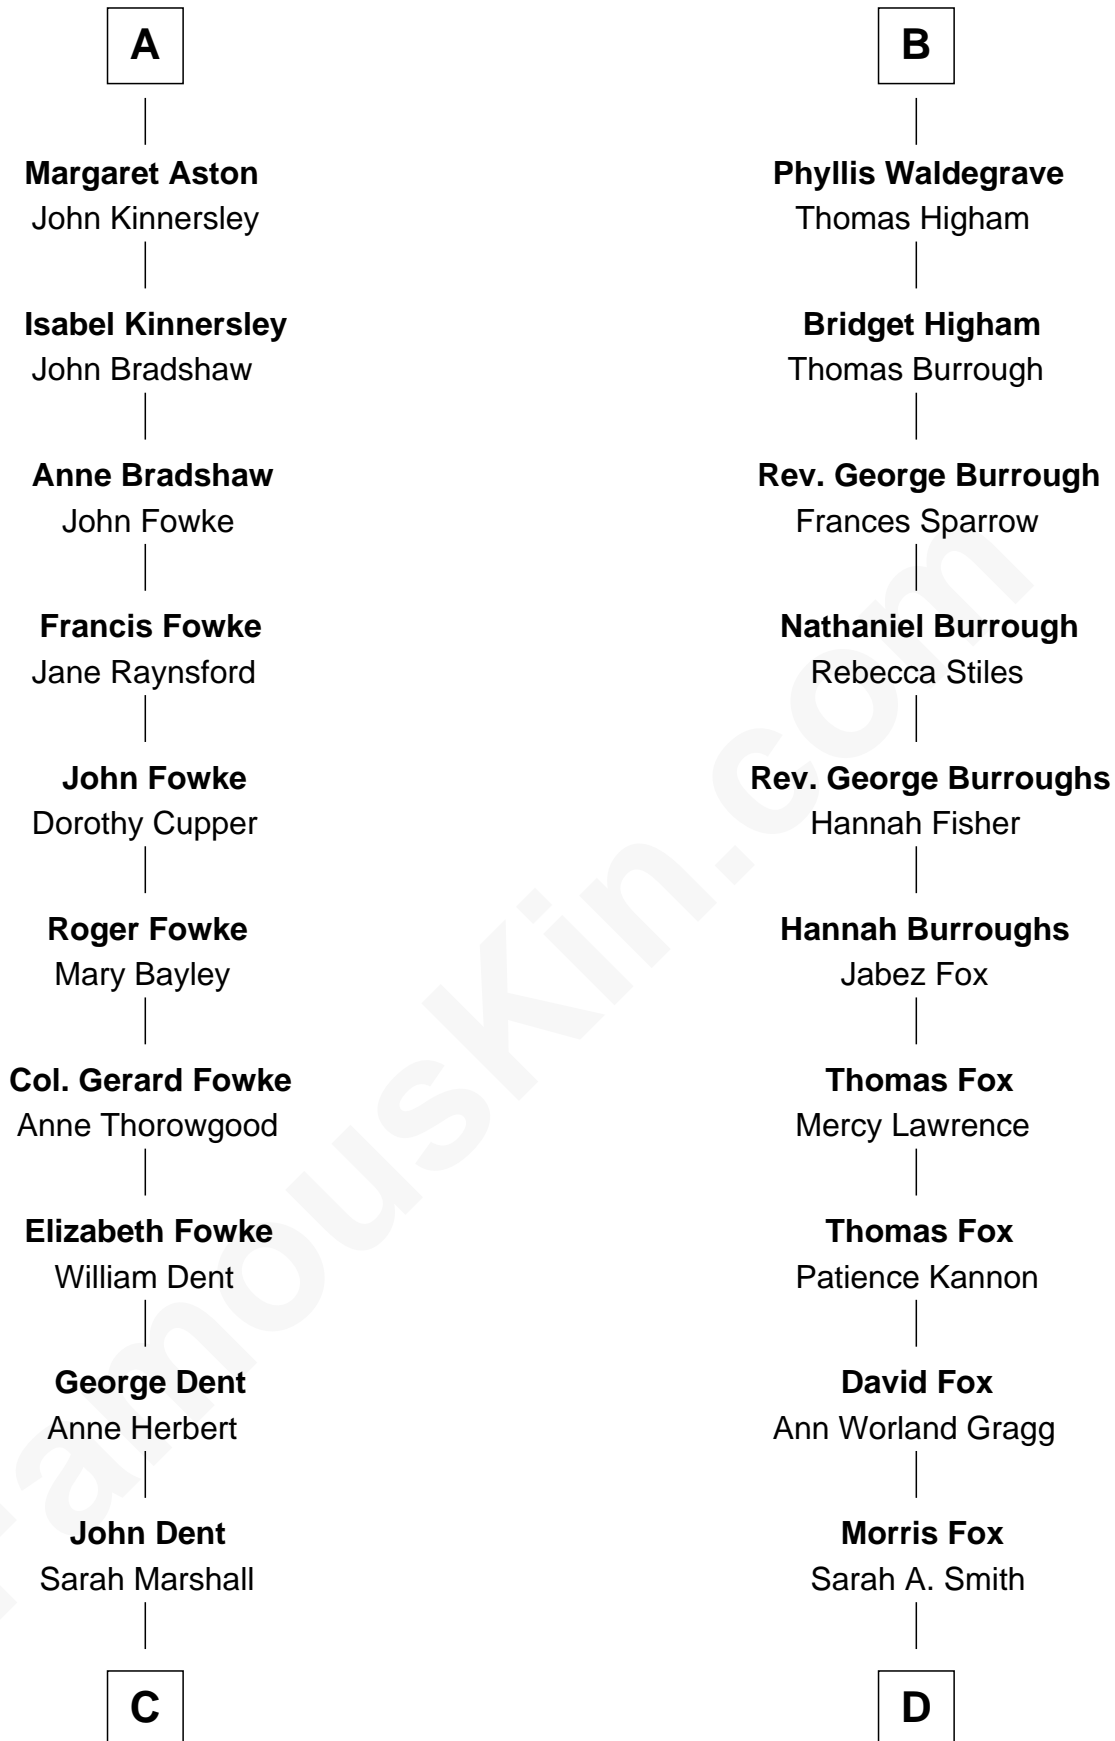 A
Margaret Aston
John Kinnersley
Isabel Kinnersley
John Bradshaw
Anne Bradshaw
John Fowke
Francis Fowke
Jane Raynsford
John Fowke
Dorothy Cupper
Roger Fowke
Mary Bayley
Col. Gerard Fowke
Anne Thorowgood
Elizabeth Fowke
William Dent
George Dent
Anne Herbert
John Dent
Sarah Marshall
C
B
Phyllis Waldegrave
Thomas Higham
Bridget Higham
Thomas Burrough
Rev. George Burrough
Frances Sparrow
Nathaniel Burrough
Rebecca Stiles
Rev. George Burroughs
Hannah Fisher
Hannah Burroughs
Jabez Fox
Thomas Fox
Mercy Lawrence
Thomas Fox
Patience Kannon
David Fox
Ann Worland Gragg
Morris Fox
Sarah A. Smith
D
FamousKin.com